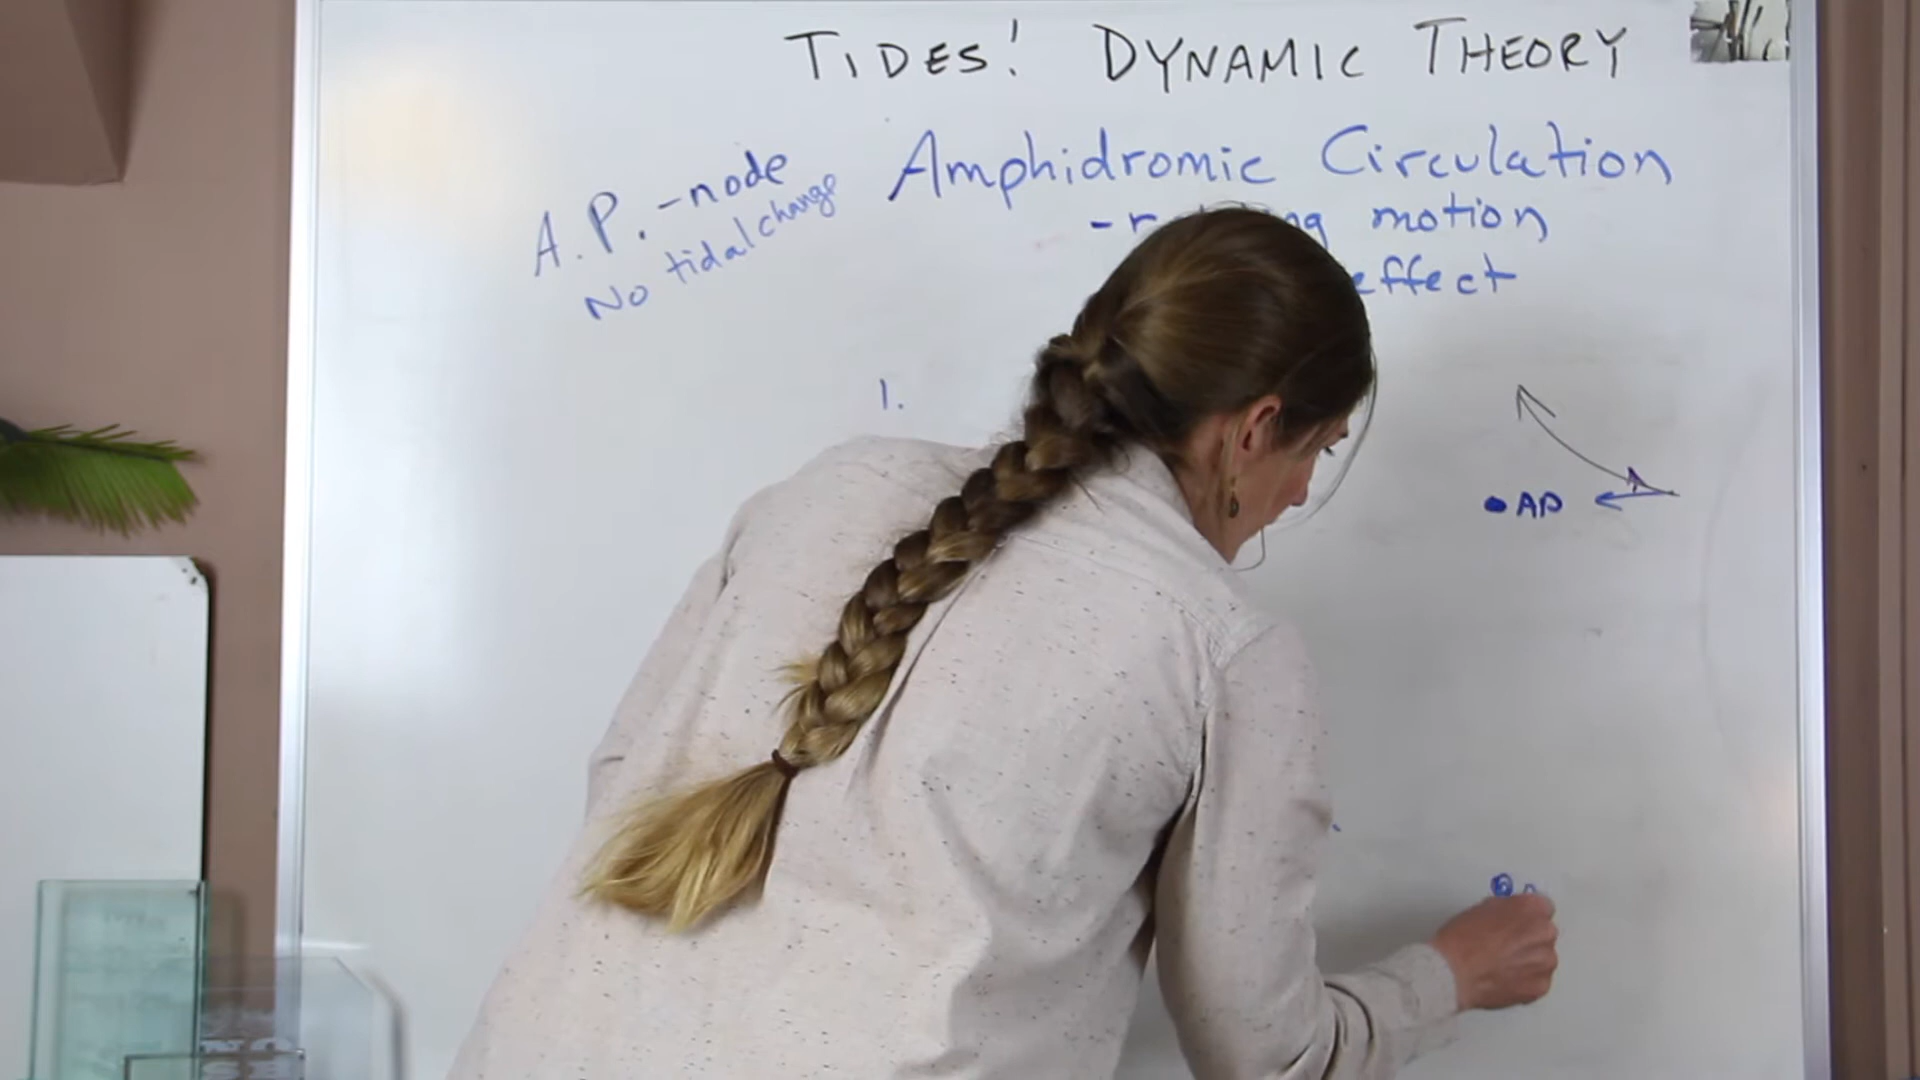 TIDES! DYNAMIC THEORY
Amphidromic Circulation
A.P. -node
No tidal change
motion
effect
1.
AP